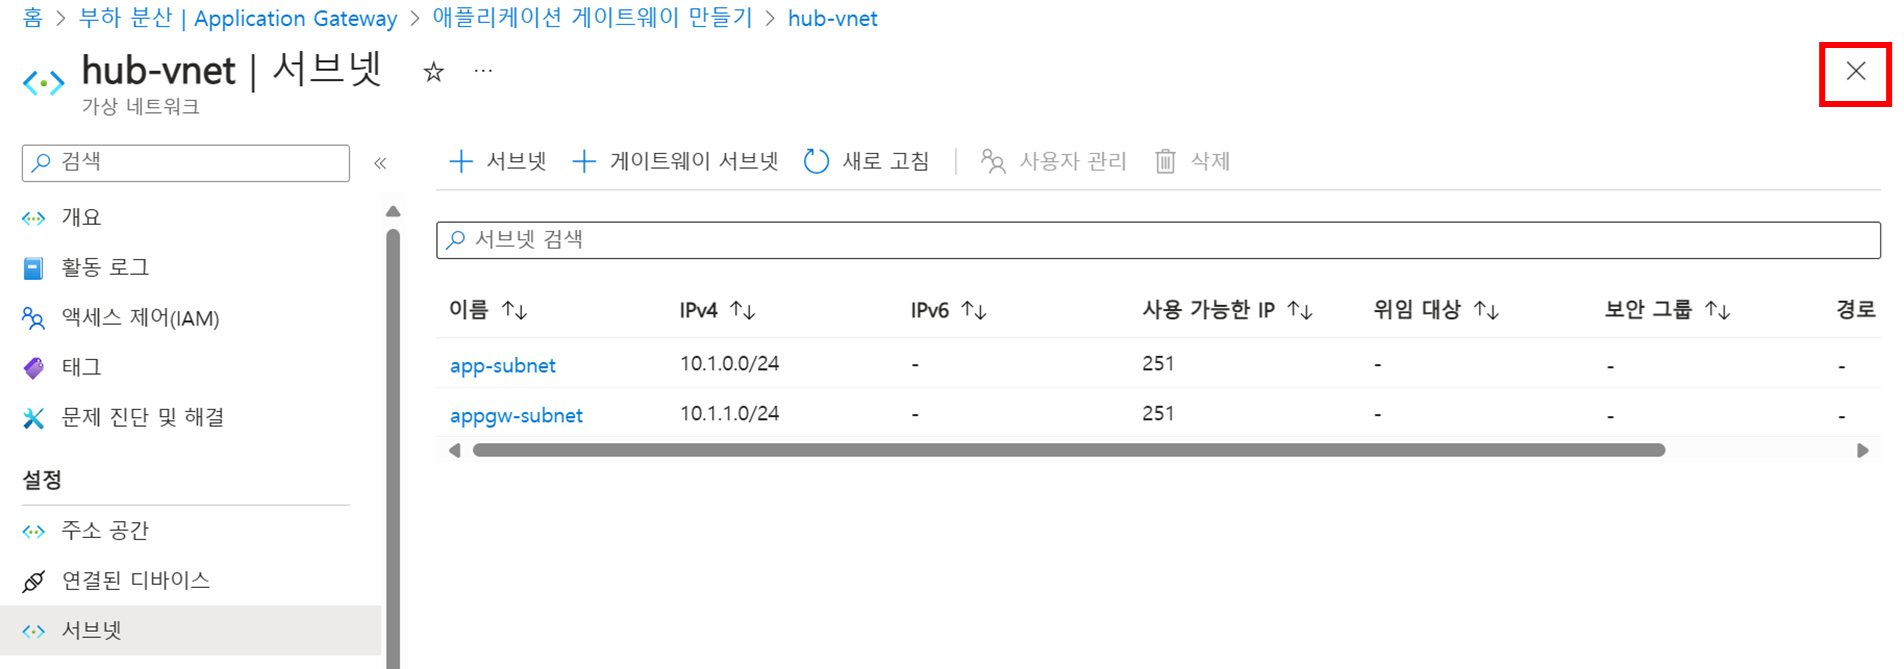 홈 > 부하 분산 | Application Gateway > 애플리케이션 게이트웨이 만들기 > hub-vnet
hub-vnet | 서브넷 ☆ ...
가상 네트워크
검색 «
개요
활동 로그
액세스 제어(IAM)
태그
문제 진단 및 해결
설정
주소 공간
연결된 디바이스
서브넷
+ 서브넷 + 게이트웨이 서브넷 새로 고침 | 사용자 관리 삭제
서브넷 검색
이름 ↑↓ IPv4 ↑↓ IPv6 ↑↓ 사용 가능한 IP ↑↓ 위임 대상 ↑↓ 보안 그룹 ↑↓ 경로
app-subnet 10.1.0.0/24 - 251 - - -
appgw-subnet 10.1.1.0/24 - 251 - - -